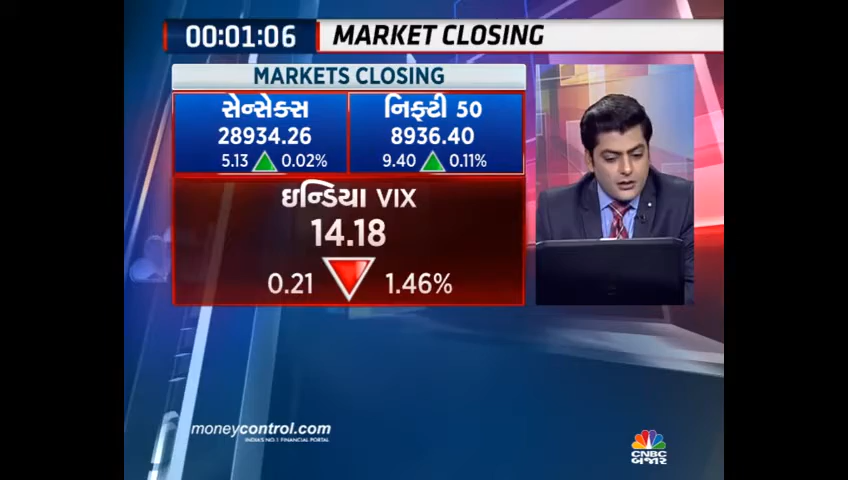 00:01:06 MARKET CLOSING
MARKETS CLOSING
સેન્સેક્સ
28934.26
5.13 0.02%
નિફ્ટી 50
8936.40
9.40 0.11%
ઇન્ડિયા VIX
14.18
0.21 1.46%
moneycontrol.com
INDIA'S NO.1 FINANCIAL PORTAL
CNBC
બજાર